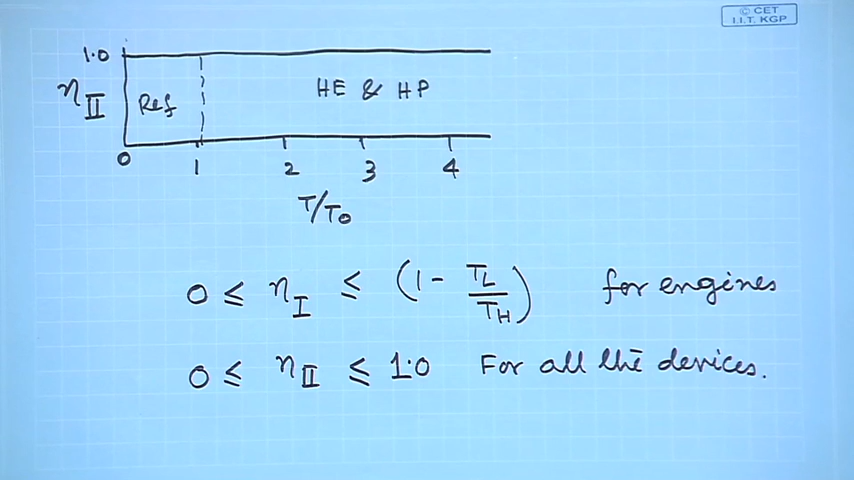 © CET
I.I.T. KGP
1.0
η II
Ref
HE & HP
0 1 2 3 4
T/T₀
0 ≤ η_I ≤ (1 - T_L/T_H) for engines
0 ≤ η_II ≤ 1.0 For all the devices.